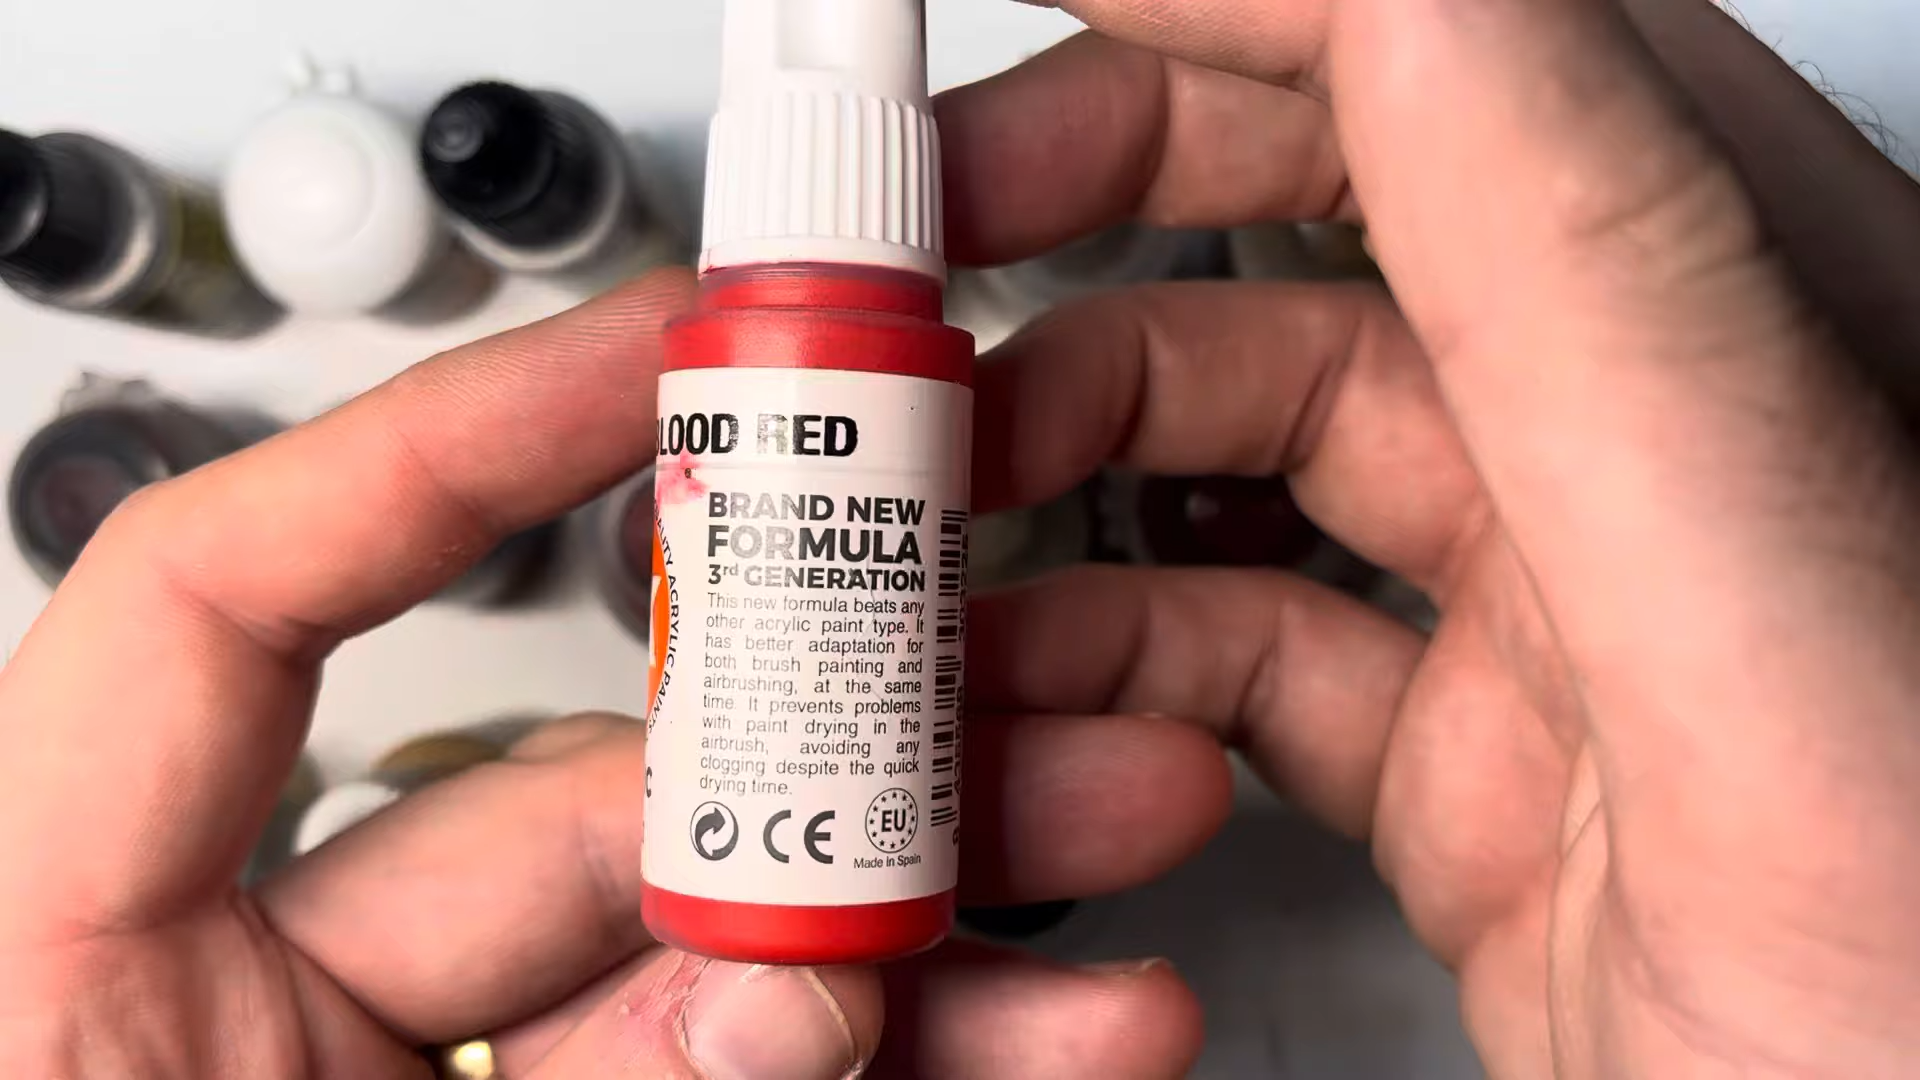 BLOOD RED
BRAND NEW
FORMULA
3rd GENERATION
This new formula beats any
other acrylic paint type. It
has better adaptation for
both brush painting and
airbrushing, at the same
time. It prevents problems
with paint drying in the
airbrush, avoiding any
clogging despite the quick
drying time.
CE
EU
Made in Spain
ACRYLIC PAINTS